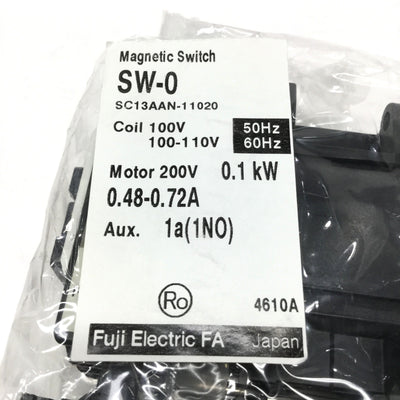 Magnetic Switch
SW-0
SC13AAN-11020
Coil 100V 50Hz
100-110V 60Hz
Motor 200V 0.1 kW
0.48-0.72A
Aux. 1a(1NO)
Ro 4610A
Fuji Electric FA Japan